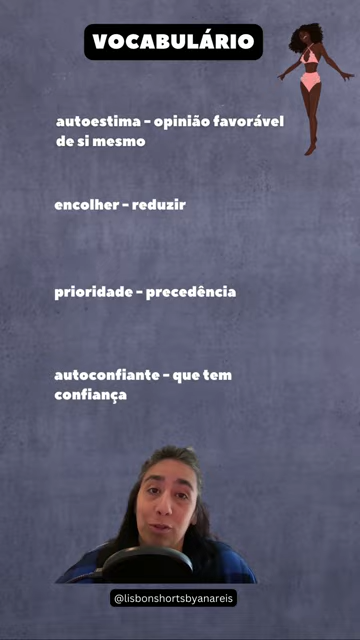 VOCABULÁRIO
autoestima - opinião favorável
de si mesmo
encolher - reduzir
prioridade - precedência
autoconfiante - que tem
confiança
@lisbonshortsbyanareis